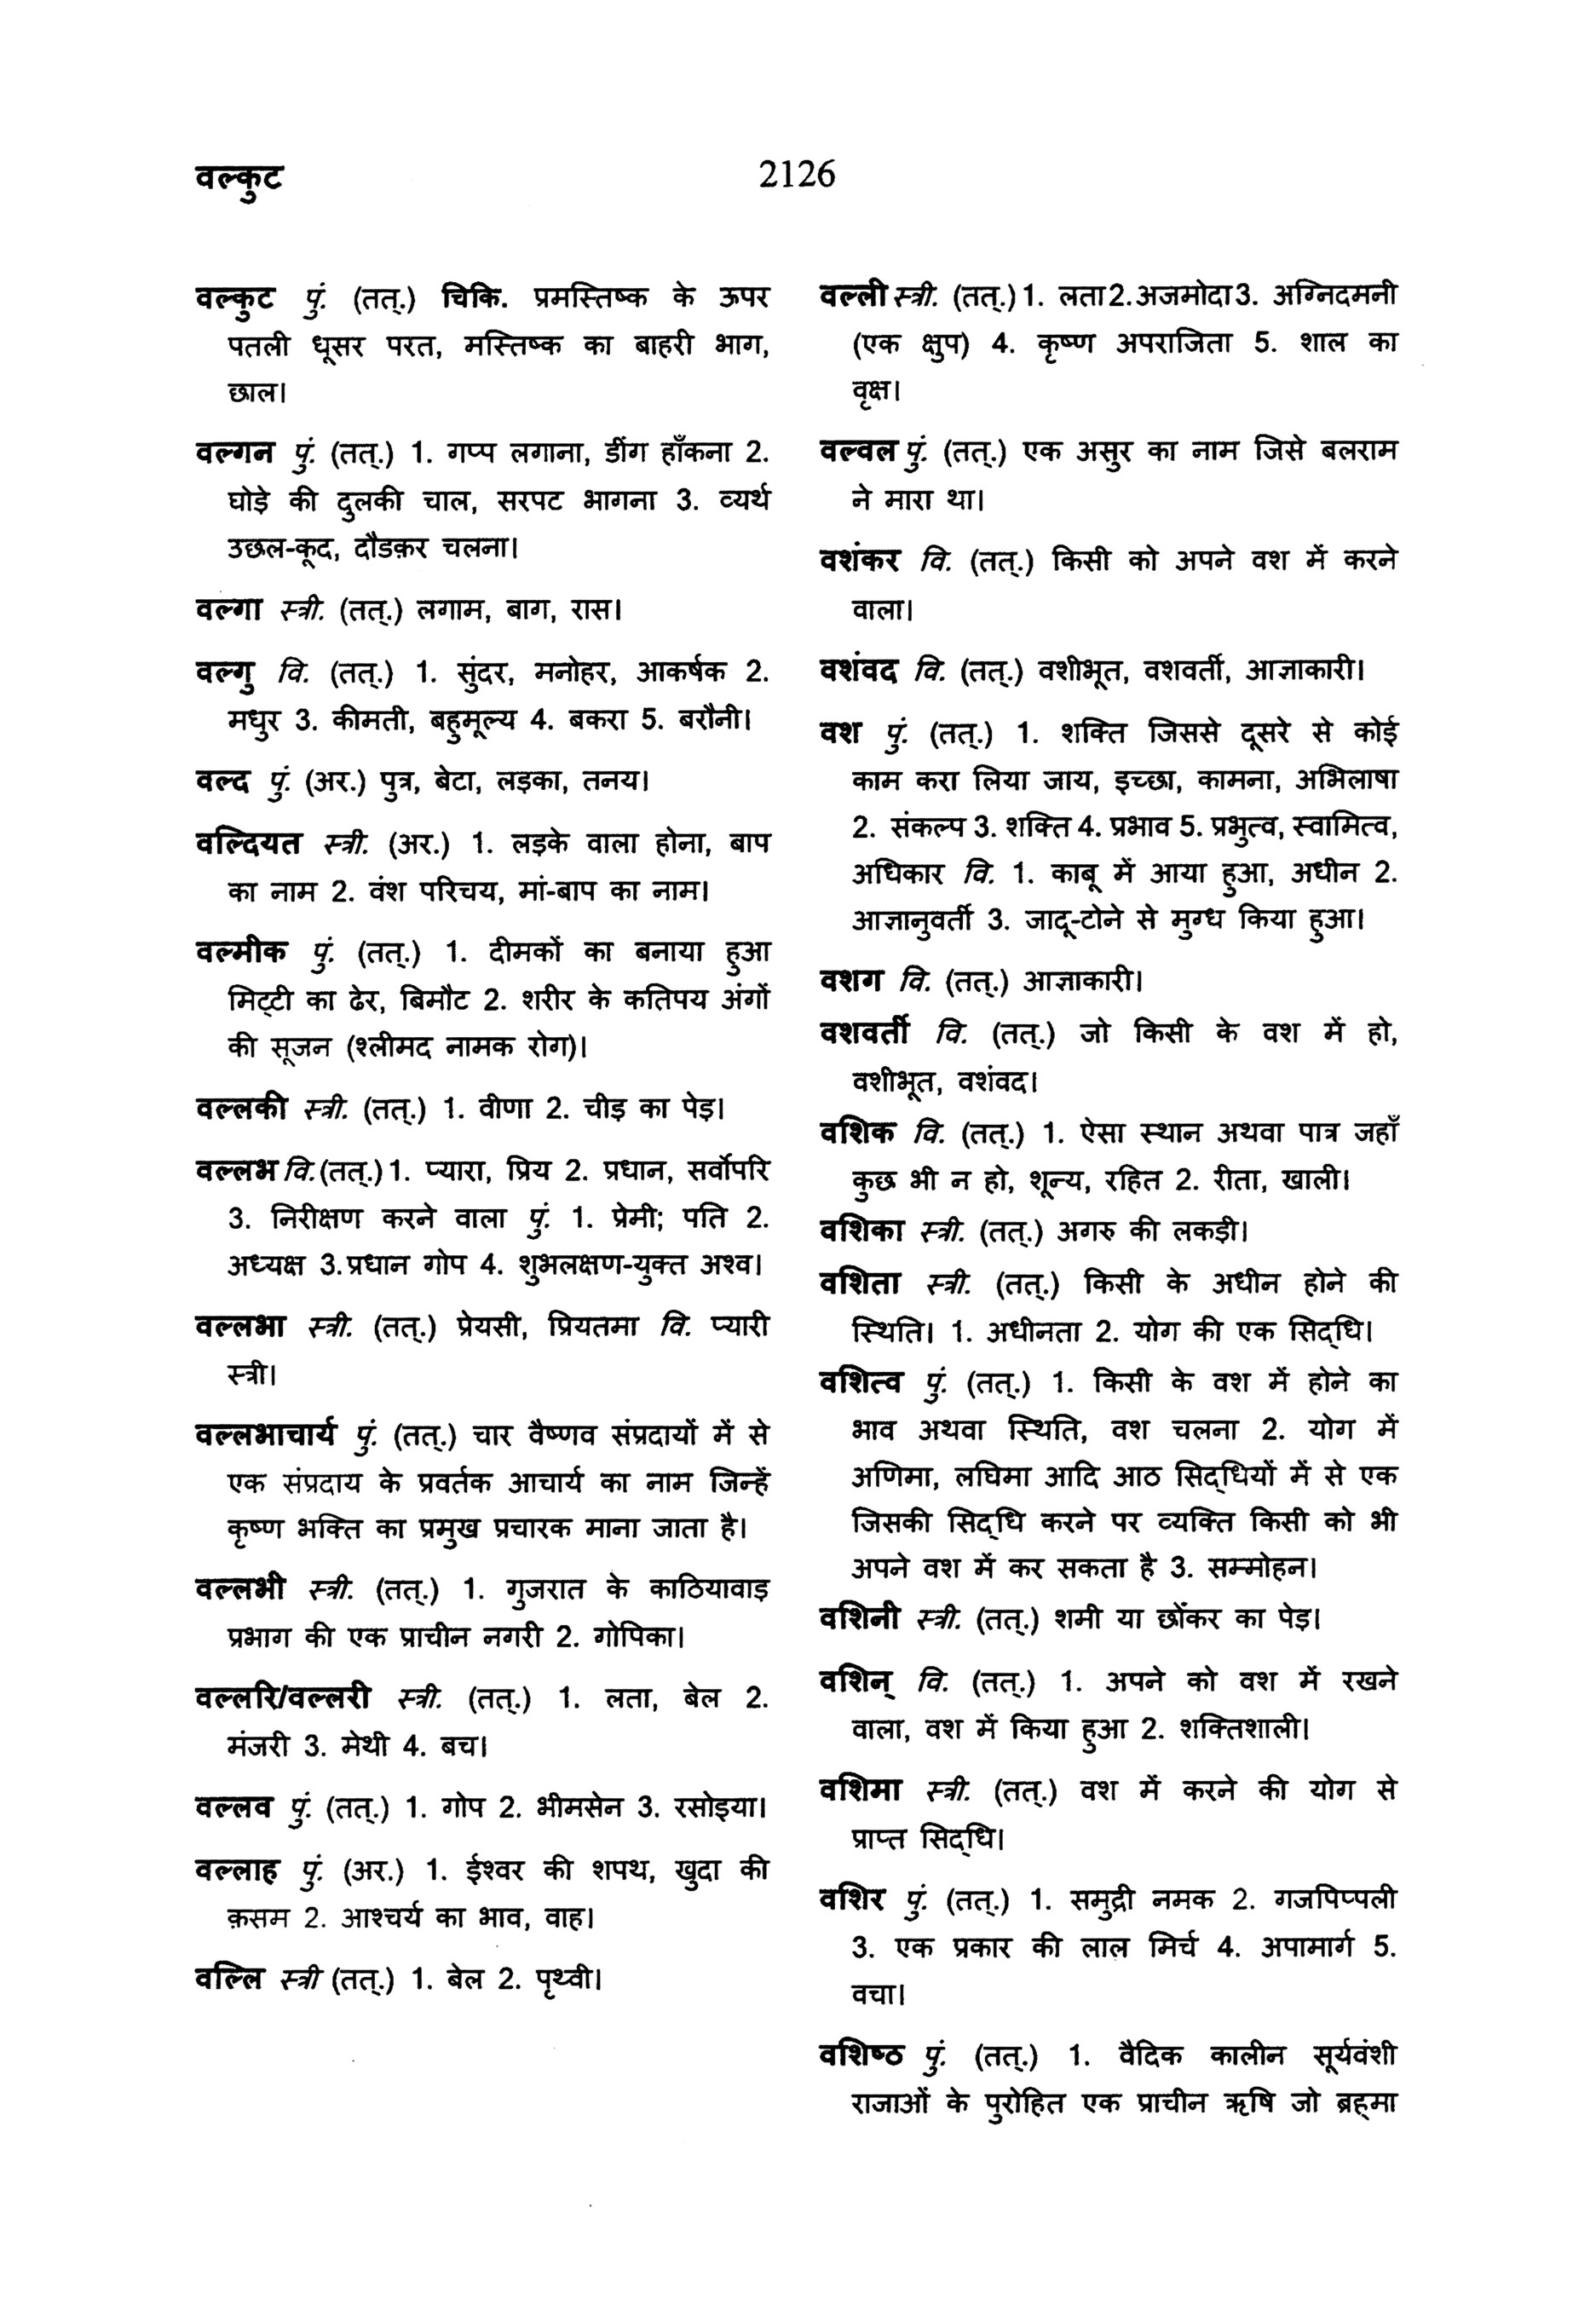 वल्कुट
2126
वल्कुट पुं. (तत्.) चिकि. प्रमस्तिष्क के ऊपर
पतली धूसर परत, मस्तिष्क का बाहरी भाग,
छाल।
वल्गन पुं. (तत्.) 1. गप्प लगाना, डींग हाँकना 2.
घोड़े की दुलकी चाल, सरपट भागना 3. व्यर्थ
उछल-कूद, दौडक़र चलना।
वल्गा स्त्री. (तत्.) लगाम, बाग, रास।
वल्गु वि. (तत्.) 1. सुंदर, मनोहर, आकर्षक 2.
मधुर 3. कीमती, बहुमूल्य 4. बकरा 5. बरौनी।
वल्द पुं. (अर.) पुत्र, बेटा, लड़का, तनय।
वल्दियत स्त्री. (अर.) 1. लड़के वाला होना, बाप
का नाम 2. वंश परिचय, मां-बाप का नाम।
वल्मीक पुं. (तत्.) 1. दीमकों का बनाया हुआ
मिट्टी का ढेर, बिमौट 2. शरीर के कतिपय अंगों
की सूजन (श्लीमद नामक रोग)।
वल्लकी स्त्री. (तत्.) 1. वीणा 2. चीड़ का पेड़।
वल्लभ वि.(तत्.) 1. प्यारा, प्रिय 2. प्रधान, सर्वोपरि
3. निरीक्षण करने वाला पुं. 1. प्रेमी; पति 2.
अध्यक्ष 3.प्रधान गोप 4. शुभलक्षण-युक्त अश्व।
वल्लभा स्त्री. (तत्.) प्रेयसी, प्रियतमा वि. प्यारी
स्त्री।
वल्लभाचार्य पुं. (तत्.) चार वैष्णव संप्रदायों में से
एक संप्रदाय के प्रवर्तक आचार्य का नाम जिन्हें
कृष्ण भक्ति का प्रमुख प्रचारक माना जाता है।
वल्लभी स्त्री. (तत्.) 1. गुजरात के काठियावाड़
प्रभाग की एक प्राचीन नगरी 2. गोपिका।
वल्लरि/वल्लरी स्त्री. (तत्.) 1. लता, बेल 2.
मंजरी 3. मेथी 4. बच।
वल्लव पुं. (तत्.) 1. गोप 2. भीमसेन 3. रसोइया।
वल्लाह पुं. (अर.) 1. ईश्वर की शपथ, खुदा की
क़सम 2. आश्चर्य का भाव, वाह।
वल्लि स्त्री (तत्.) 1. बेल 2. पृथ्वी।
वल्ली स्त्री. (तत्.) 1. लता 2.अजमोदा 3. अग्निदमनी
(एक क्षुप) 4. कृष्ण अपराजिता 5. शाल का
वृक्ष।
वल्वल पुं. (तत्.) एक असुर का नाम जिसे बलराम
ने मारा था।
वशंकर वि. (तत्.) किसी को अपने वश में करने
वाला।
वशंवद वि. (तत्.) वशीभूत, वशवर्ती, आज्ञाकारी।
वश पुं. (तत्.) 1. शक्ति जिससे दूसरे से कोई
काम करा लिया जाय, इच्छा, कामना, अभिलाषा
2. संकल्प 3. शक्ति 4. प्रभाव 5. प्रभुत्व, स्वामित्व,
अधिकार वि. 1. काबू में आया हुआ, अधीन 2.
आज्ञानुवर्ती 3. जादू-टोने से मुग्ध किया हुआ।
वशग वि. (तत्.) आज्ञाकारी।
वशवर्ती वि. (तत्.) जो किसी के वश में हो,
वशीभूत, वशंवद।
वशिक वि. (तत्.) 1. ऐसा स्थान अथवा पात्र जहाँ
कुछ भी न हो, शून्य, रहित 2. रीता, खाली।
वशिका स्त्री. (तत्.) अगरु की लकड़ी।
वशिता स्त्री. (तत्.) किसी के अधीन होने की
स्थिति। 1. अधीनता 2. योग की एक सिद्धि।
वशित्व पुं. (तत्.) 1. किसी के वश में होने का
भाव अथवा स्थिति, वश चलना 2. योग में
अणिमा, लघिमा आदि आठ सिद्धियों में से एक
जिसकी सिद्धि करने पर व्यक्ति किसी को भी
अपने वश में कर सकता है 3. सम्मोहन।
वशिनी स्त्री. (तत्.) शमी या छोंकर का पेड़।
वशिन् वि. (तत्.) 1. अपने को वश में रखने
वाला, वश में किया हुआ 2. शक्तिशाली।
वशिमा स्त्री. (तत्.) वश में करने की योग से
प्राप्त सिद्धि।
वशिर पुं. (तत्.) 1. समुद्री नमक 2. गजपिप्पली
3. एक प्रकार की लाल मिर्च 4. अपामार्ग 5.
वचा।
वशिष्ठ पुं. (तत्.) 1. वैदिक कालीन सूर्यवंशी
राजाओं के पुरोहित एक प्राचीन ऋषि जो ब्रह्मा